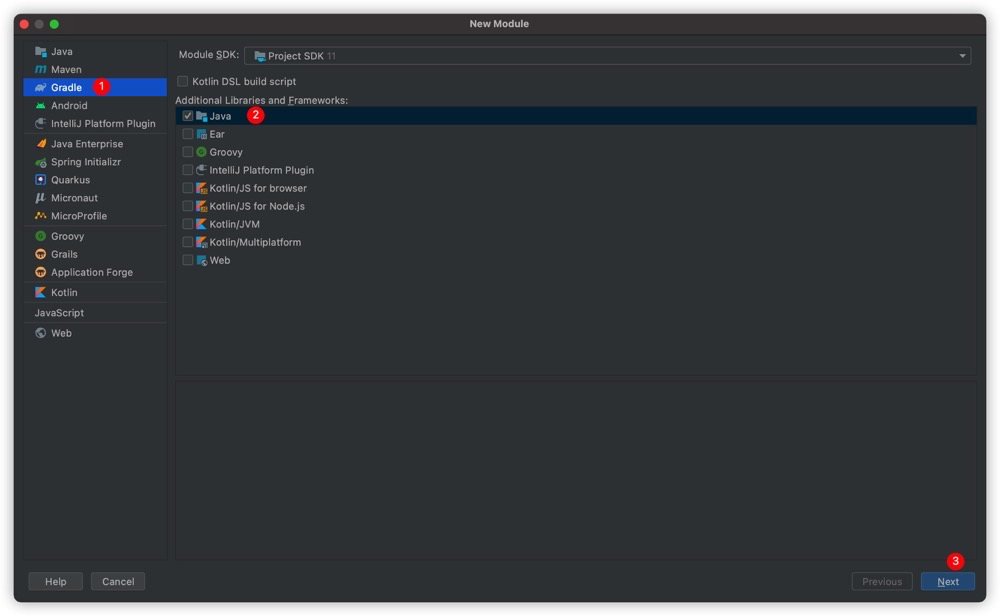 New Module
Java
Maven
Gradle 1
Android
IntelliJ Platform Plugin
Java Enterprise
Spring Initializr
Quarkus
Micronaut
MicroProfile
Groovy
Grails
Application Forge
Kotlin
JavaScript
Web
Module SDK: Project SDK 11
Kotlin DSL build script
Additional Libraries and Frameworks:
Java 2
Ear
Groovy
IntelliJ Platform Plugin
Kotlin/JS for browser
Kotlin/JS for Node.js
Kotlin/JVM
Kotlin/Multiplatform
Web
3
Help Cancel Previous Next